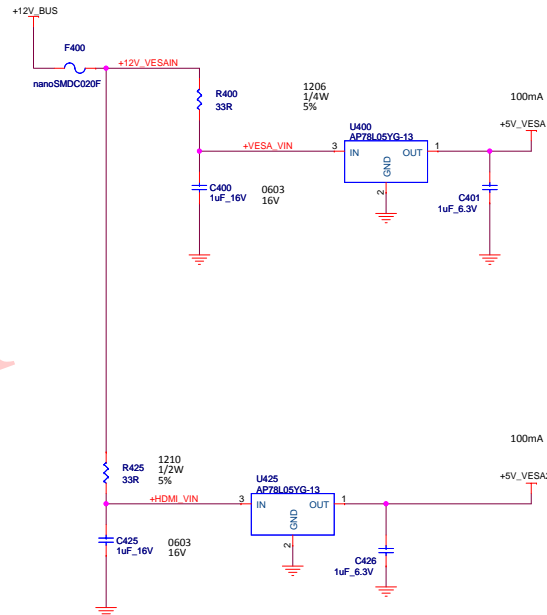 +12V_BUS
F400
nanoSMDC020F
+12V_VESAIN
R400
33R
1206
1/4W
5%
100mA
+5V_VESA
U400
AP78L05YG-13
+VESA_VIN
3
IN
OUT
1
GND
2
C400
1uF_16V
0603
16V
C401
1uF_6.3V
R425
33R
1210
1/2W
5%
100mA
+5V_VESA2
U425
AP78L05YG-13
+HDMI_VIN
3
IN
OUT
1
GND
2
C425
1uF_16V
0603
16V
C426
1uF_6.3V